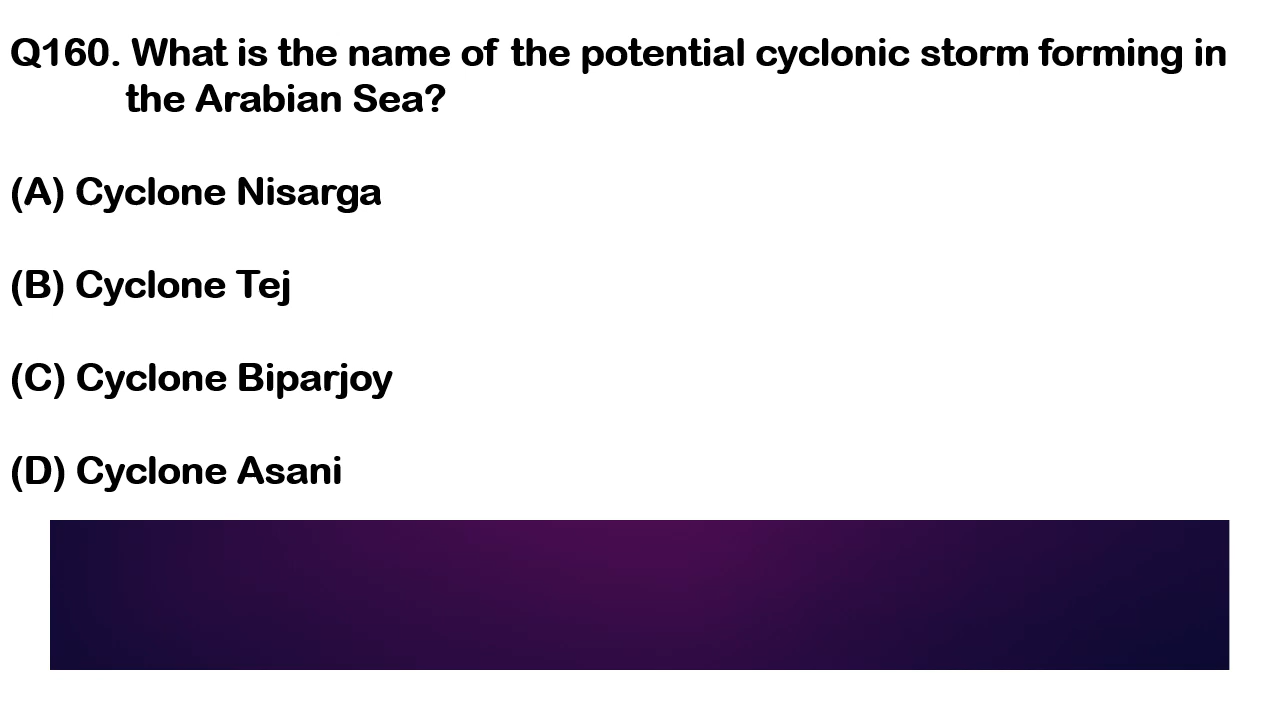 Q160. What is the name of the potential cyclonic storm forming in
the Arabian Sea?
(A) Cyclone Nisarga
(B) Cyclone Tej
(C) Cyclone Biparjoy
(D) Cyclone Asani